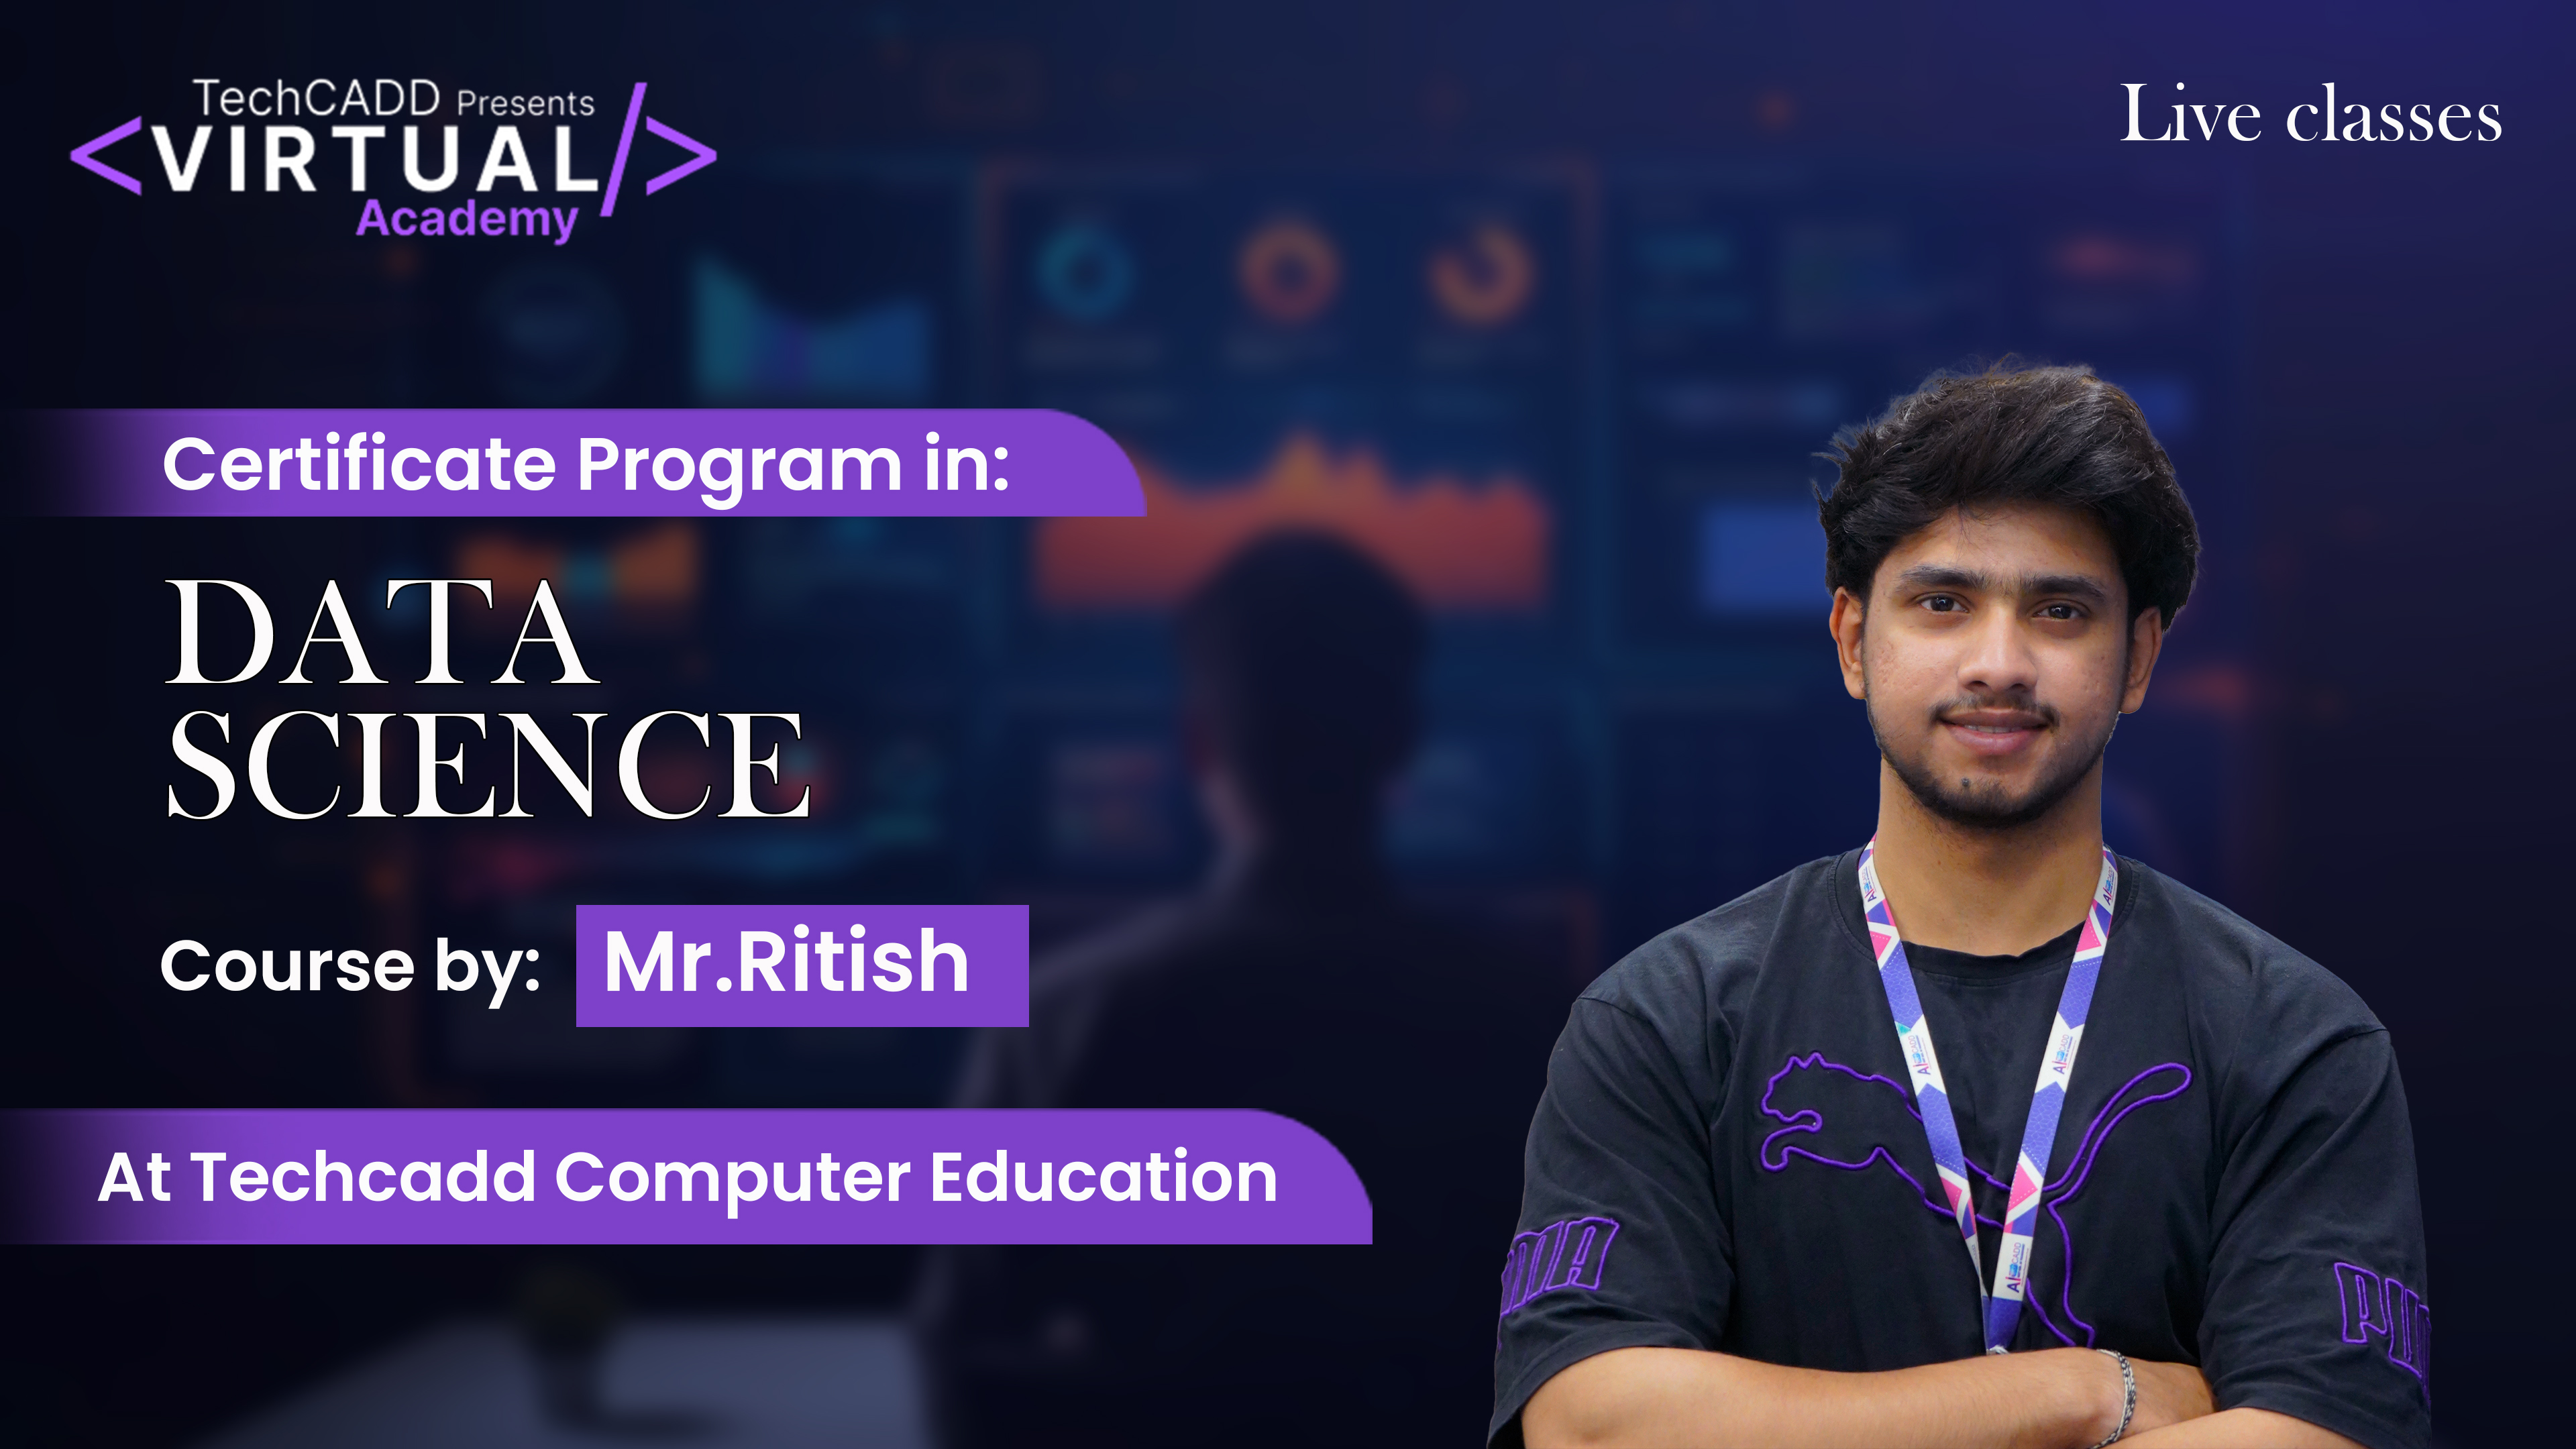 TechCADD Presents
<VIRTUAL/>
Academy
Live classes
Certificate Program in:
DATA
SCIENCE
Course by: Mr.Ritish
At Techcadd Computer Education